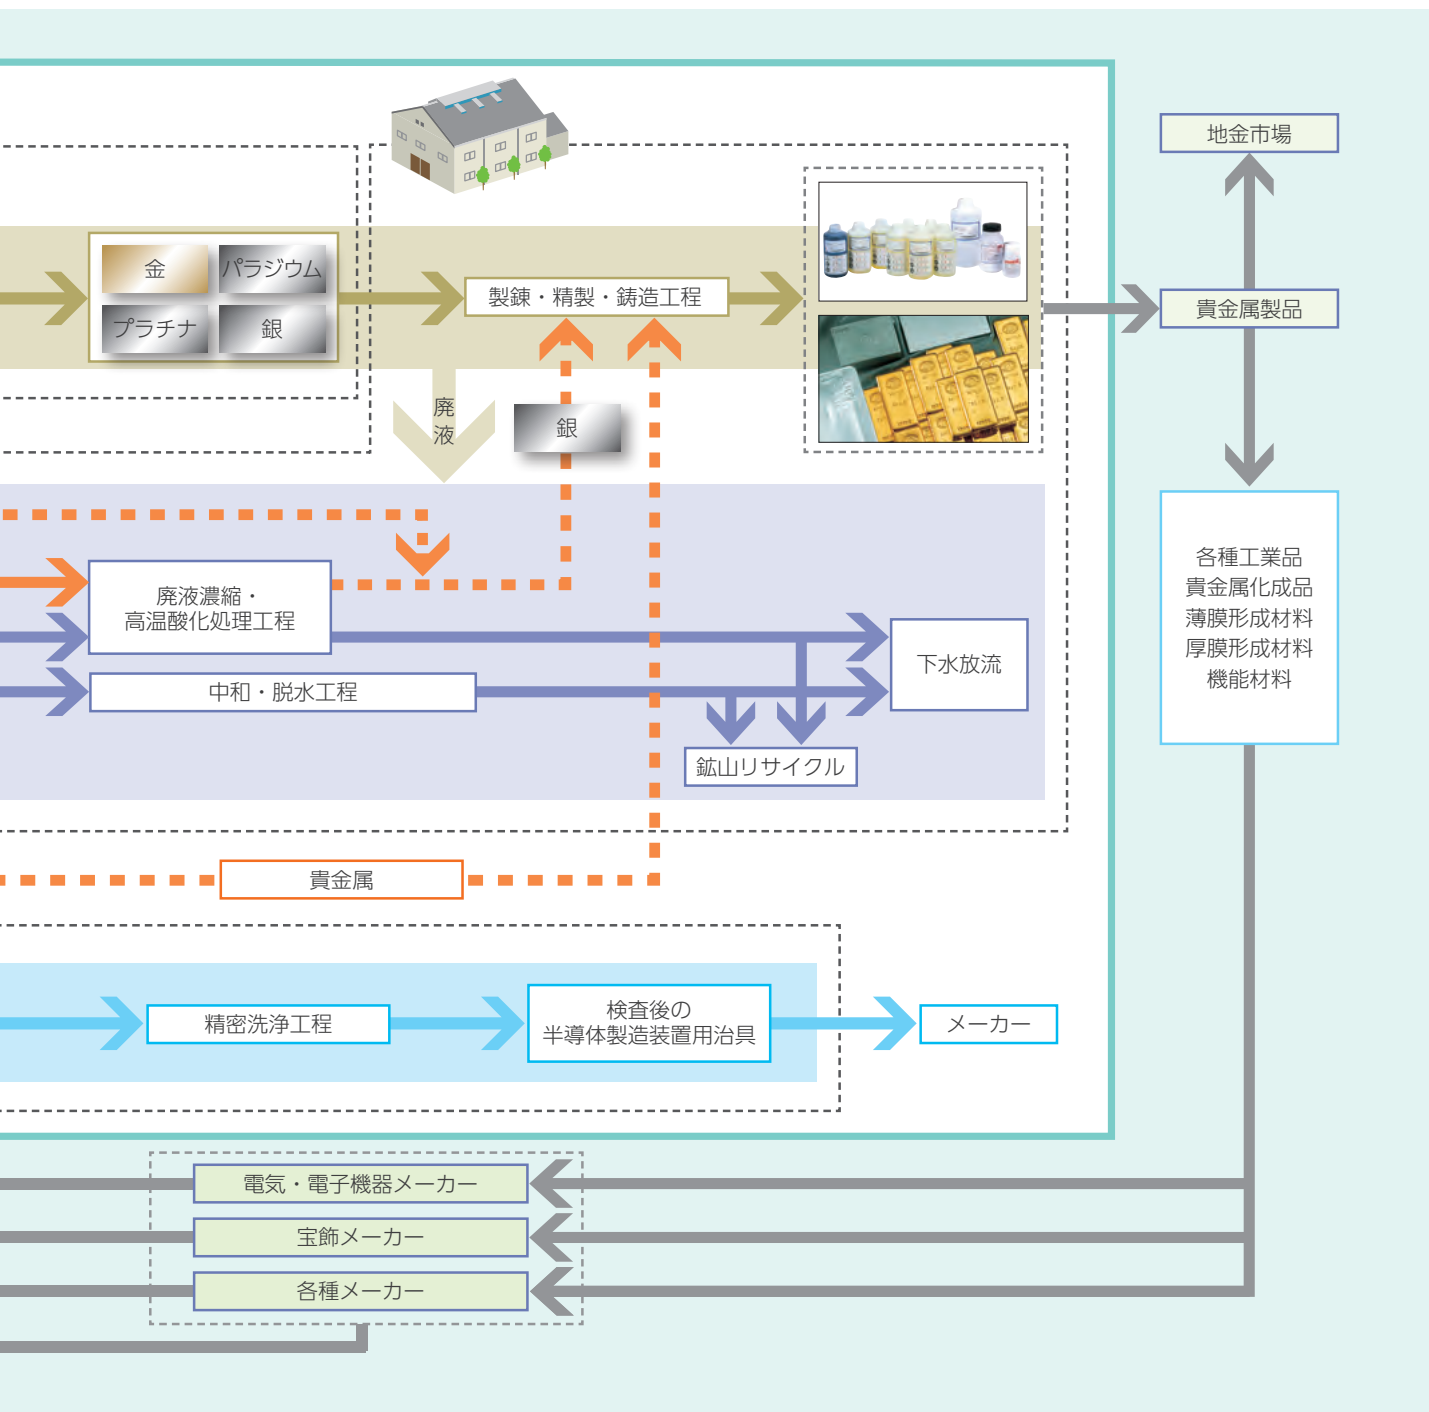 地金市場
金
パラジウム
プラチナ
銀
製錬・精製・鋳造工程
貴金属製品
廃
液
銀
廃液濃縮・
高温酸化処理工程
中和・脱水工程
下水放流
鉱山リサイクル
各種工業品
貴金属化成品
薄膜形成材料
厚膜形成材料
機能材料
貴金属
精密洗浄工程
検査後の
半導体製造装置用治具
メーカー
電気・電子機器メーカー
宝飾メーカー
各種メーカー